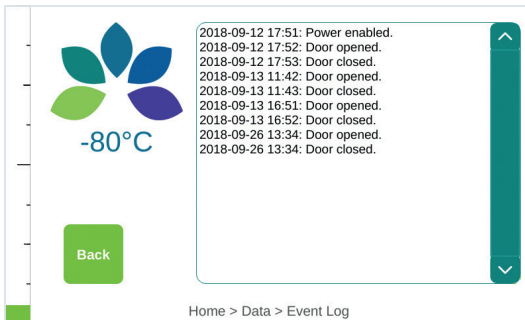 2018-09-12 17:51: Power enabled.
2018-09-12 17:52: Door opened.
2018-09-12 17:53: Door closed.
2018-09-13 11:42: Door opened.
2018-09-13 11:43: Door closed.
2018-09-13 16:51: Door opened.
2018-09-13 16:52: Door closed.
2018-09-26 13:34: Door opened.
2018-09-26 13:34: Door closed.
-80°C
Back
Home > Data > Event Log